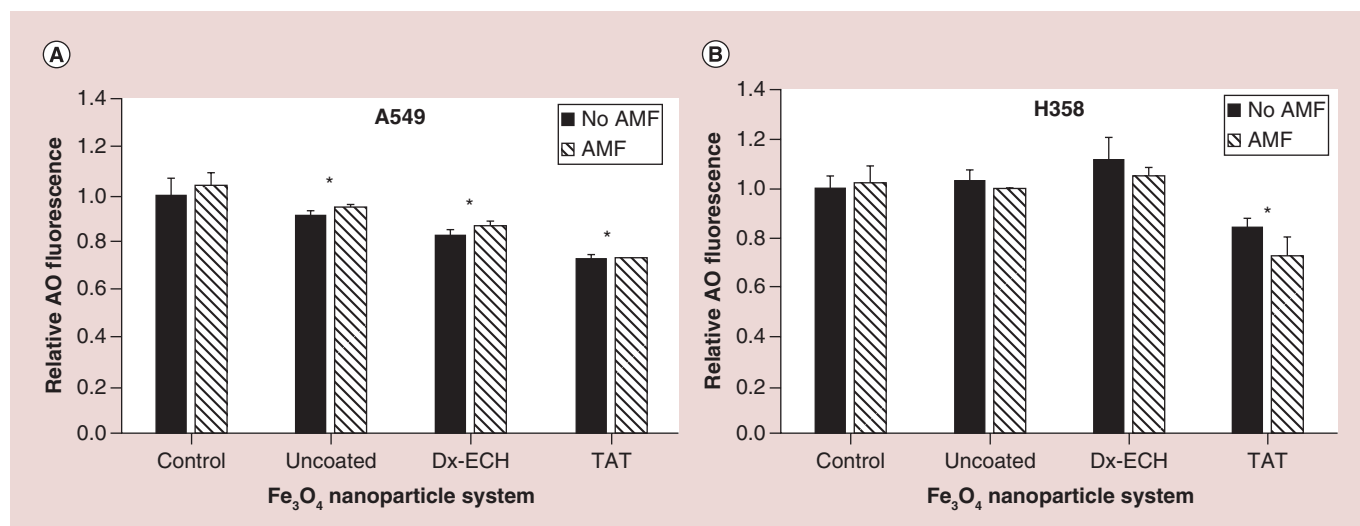 A
A549
No AMF
AMF
Relative AO fluorescence
1.4
1.2
1.0
0.8
0.6
0.4
0.2
0.0
*
*
*
Control Uncoated Dx-ECH TAT
Fe₃O₄ nanoparticle system
B
H358
No AMF
AMF
Relative AO fluorescence
1.4
1.2
1.0
0.8
0.6
0.4
0.2
0.0
*
Control Uncoated Dx-ECH TAT
Fe₃O₄ nanoparticle system